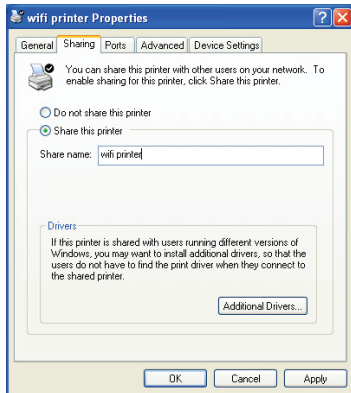 wifi printer Properties
General Sharing Ports Advanced Device Settings
You can share this printer with other users on your network. To
enable sharing for this printer, click Share this printer.
Do not share this printer
Share this printer
Share name: wifi printer
Drivers
If this printer is shared with users running different versions of
Windows, you may want to install additional drivers, so that the
users do not have to find the print driver when they connect to
the shared printer.
Additional Drivers...
OK Cancel Apply